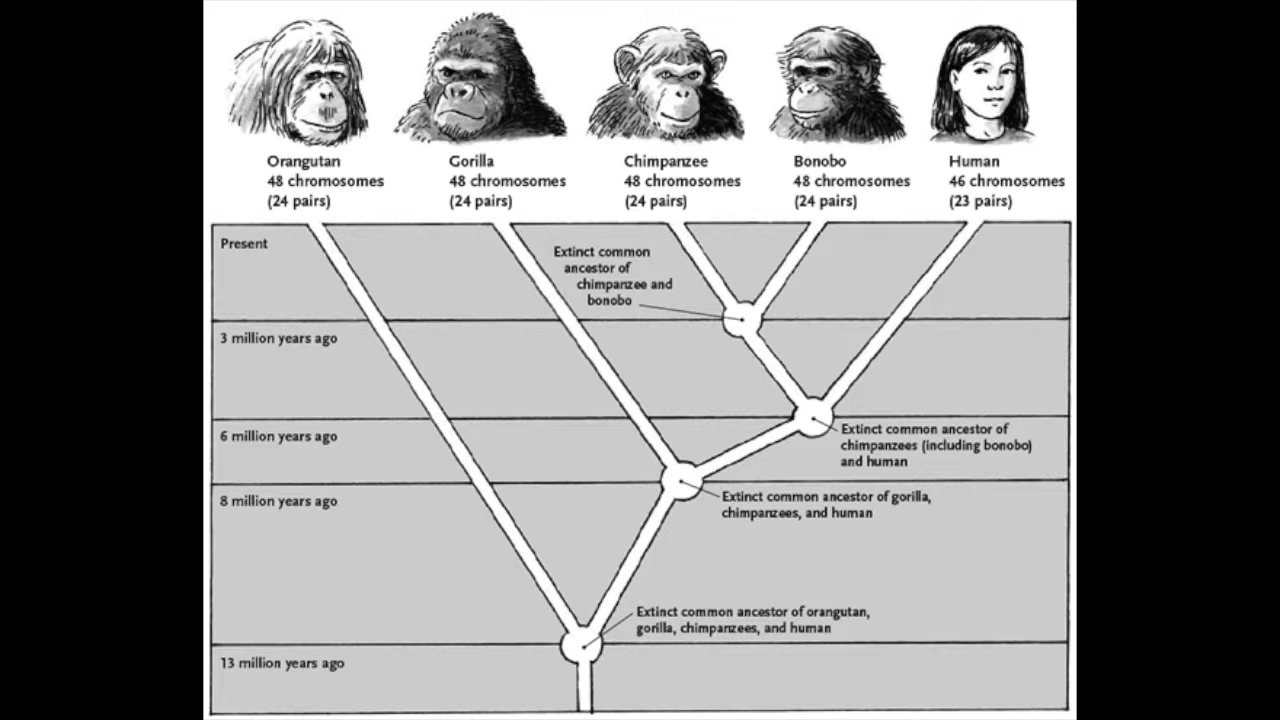 Orangutan
48 chromosomes
(24 pairs)
Gorilla
48 chromosomes
(24 pairs)
Chimpanzee
48 chromosomes
(24 pairs)
Bonobo
48 chromosomes
(24 pairs)
Human
46 chromosomes
(23 pairs)
Present
Extinct common
ancestor of
chimpanzee and
bonobo
3 million years ago
6 million years ago
Extinct common ancestor of
chimpanzees (including bonobo)
and human
8 million years ago
Extinct common ancestor of gorilla,
chimpanzees, and human
Extinct common ancestor of orangutan,
gorilla, chimpanzees, and human
13 million years ago